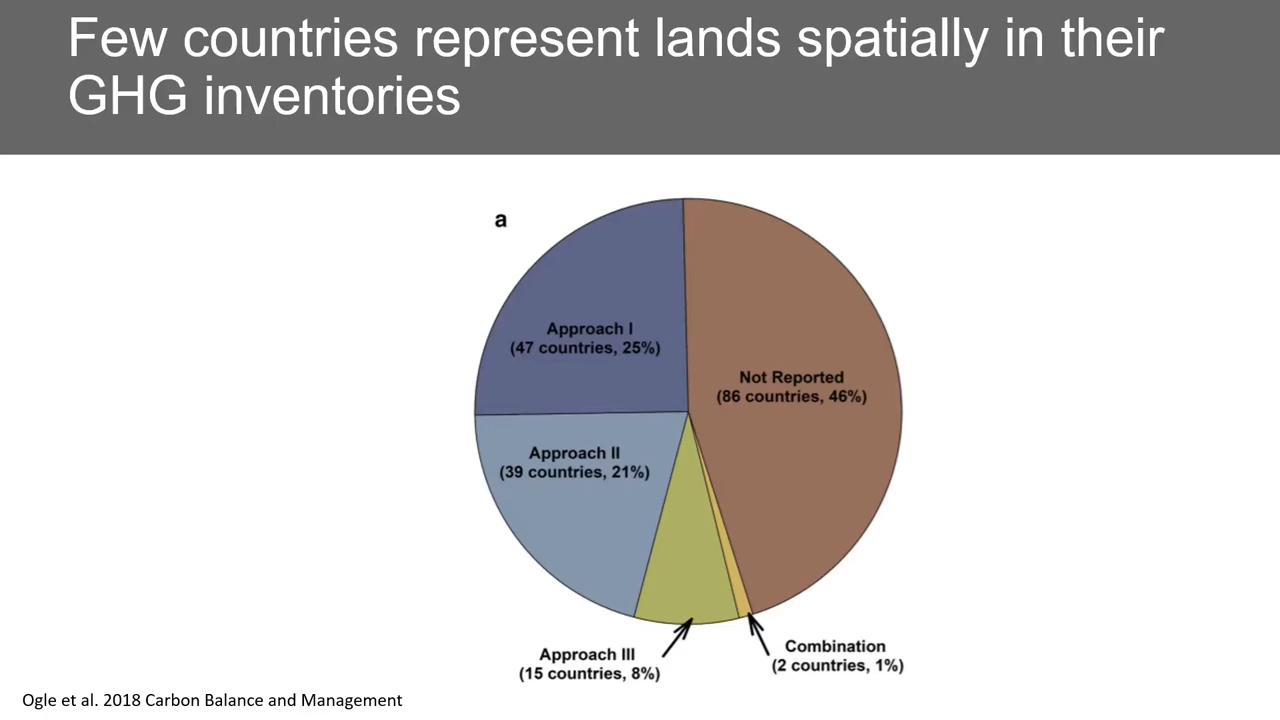 Few countries represent lands spatially in their
GHG inventories
a
Approach I
(47 countries, 25%)
Not Reported
(86 countries, 46%)
Approach II
(39 countries, 21%)
Approach III
(15 countries, 8%)
Combination
(2 countries, 1%)
Ogle et al. 2018 Carbon Balance and Management